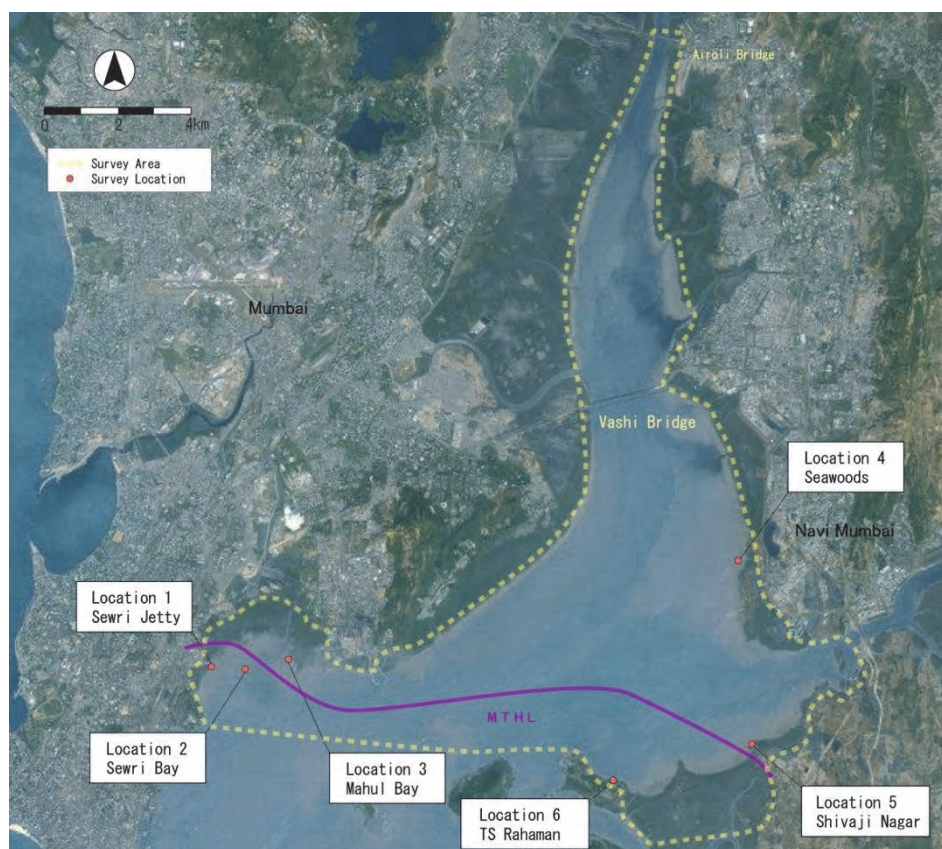 Airoli Bridge
0 2 4km
Survey Area
Survey Location
Mumbai
Vashi Bridge
Location 4
Seawoods
Navi Mumbai
Location 1
Sewri Jetty
MTHL
Location 2
Sewri Bay
Location 3
Mahul Bay
Location 6
TS Rahaman
Location 5
Shivaji Nagar